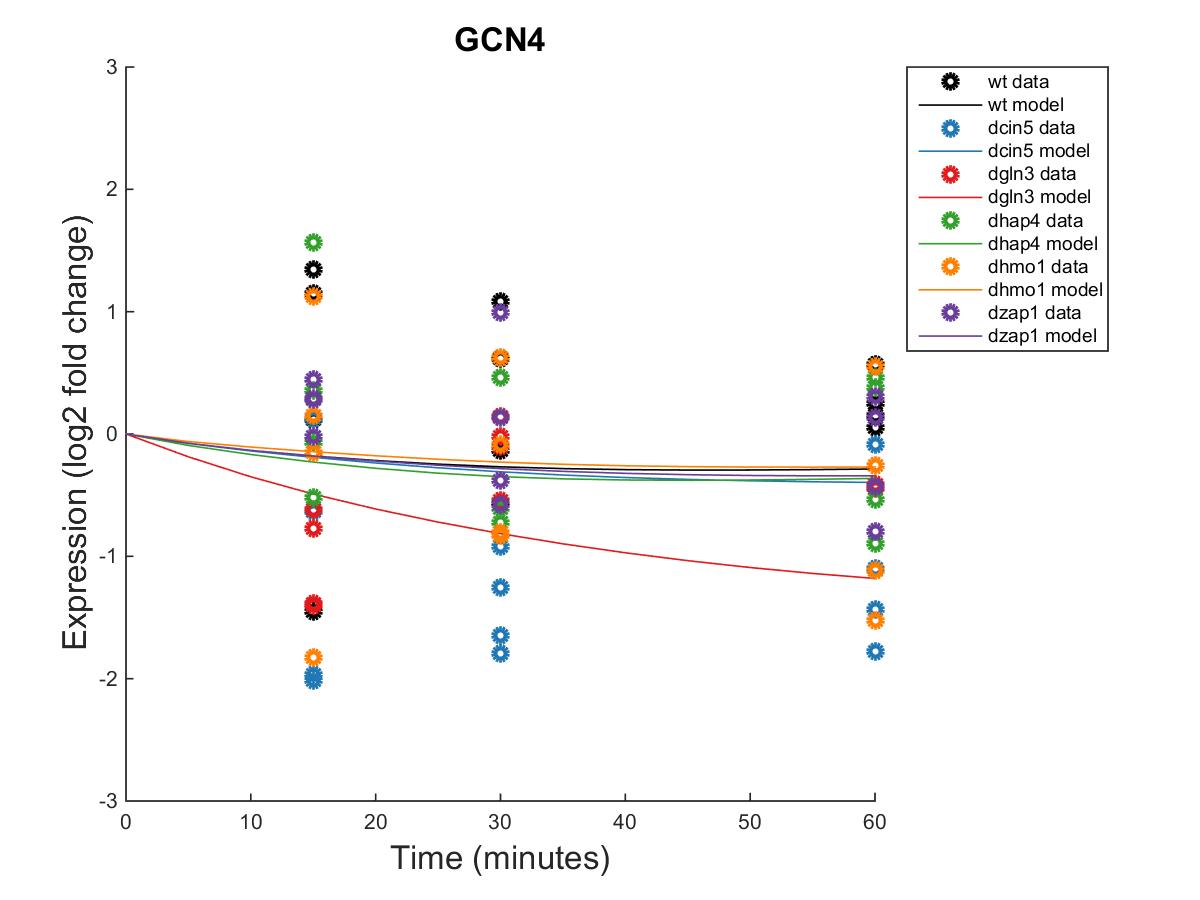 GCN4
Expression (log2 fold change)
3
2
1
0
-1
-2
-3
0 10 20 30 40 50 60
Time (minutes)
wt data
wt model
dcin5 data
dcin5 model
dgln3 data
dgln3 model
dhap4 data
dhap4 model
dhmo1 data
dhmo1 model
dzap1 data
dzap1 model